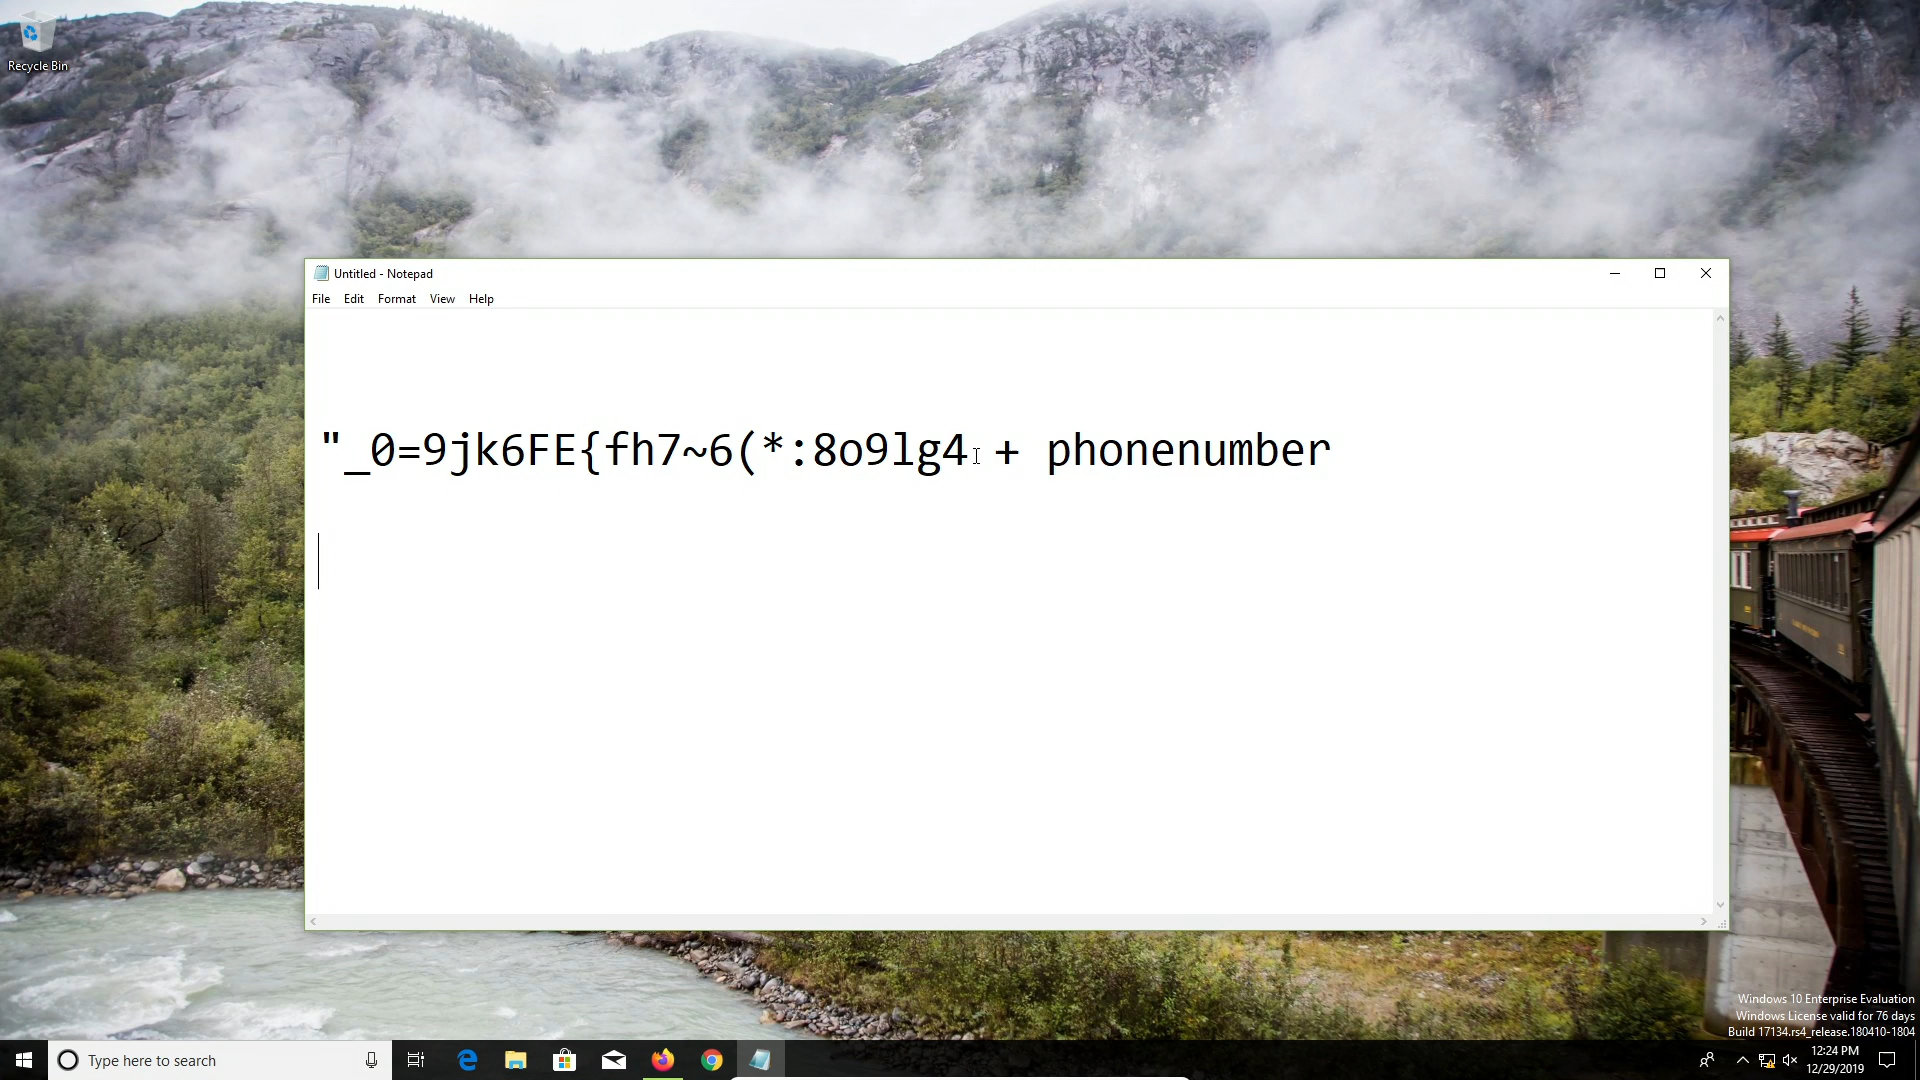 Recycle Bin
Untitled - Notepad
File Edit Format View Help
"_0=9jk6FE{fh7~6(*:8o9lg4 + phonenumber
Windows 10 Enterprise Evaluation
Windows License valid for 76 days
Build 17134.rs4_release.180410-1804
Type here to search
12:24 PM
12/29/2019